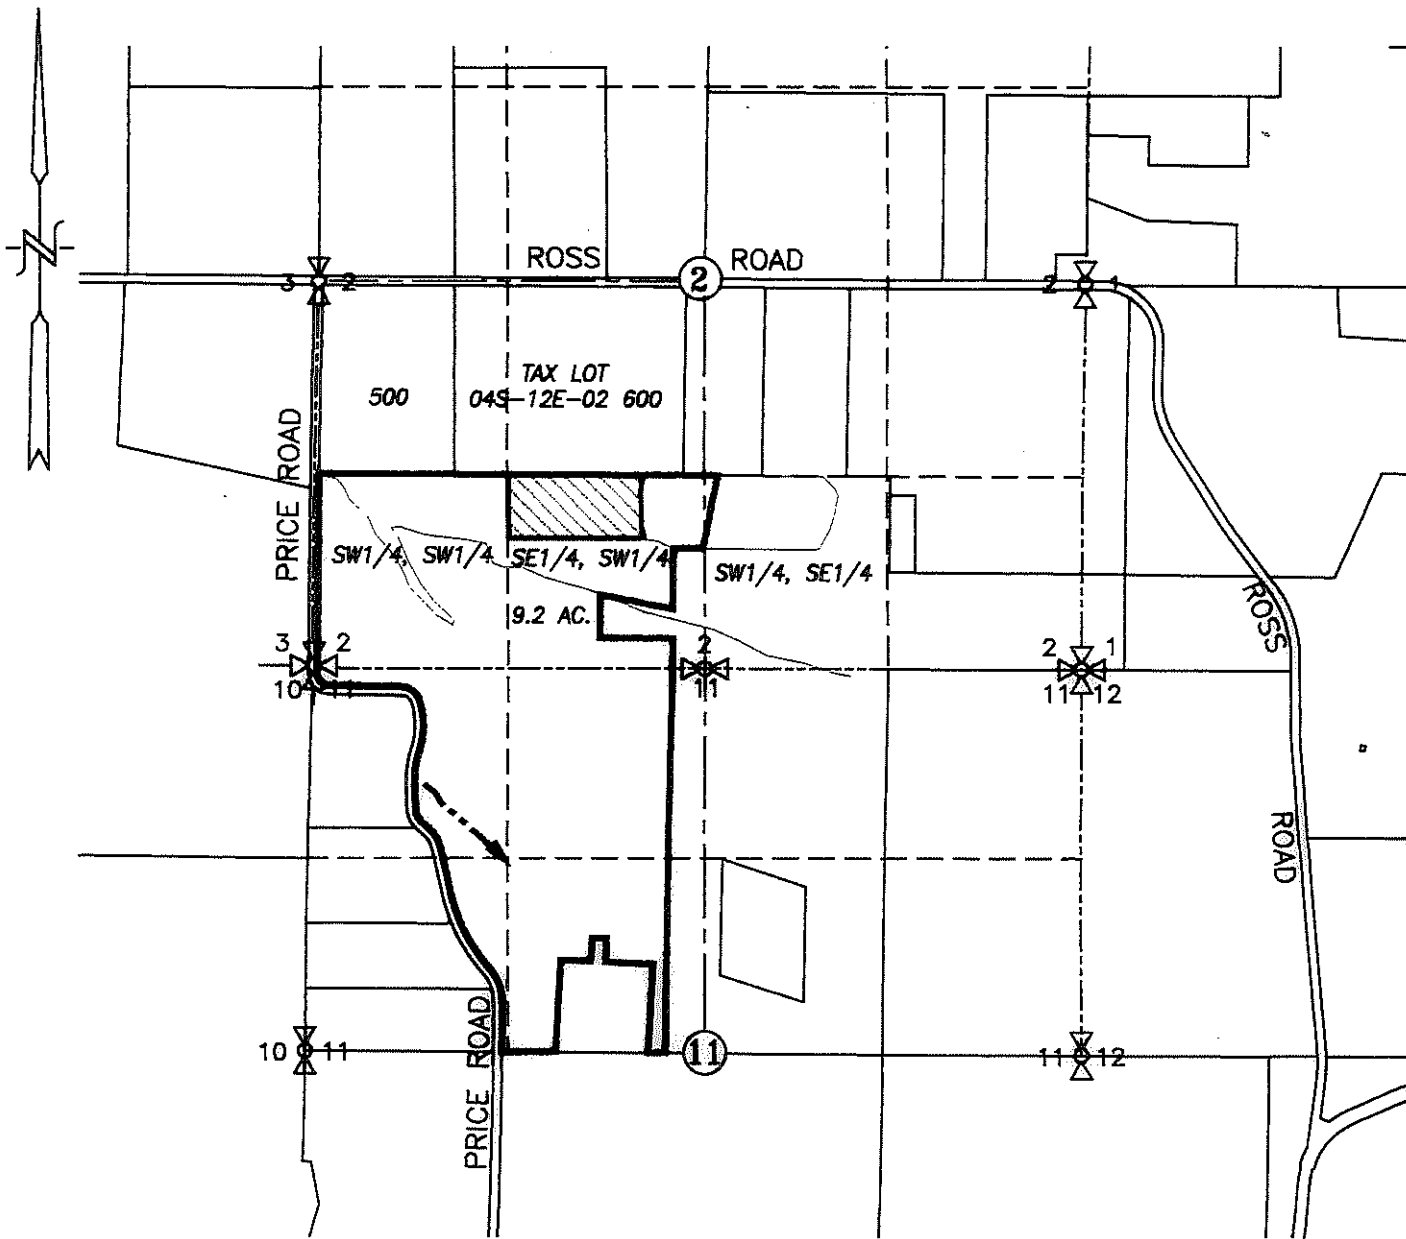 N
ROSS
2
ROAD
3 2
2 1
TAX LOT
500 04S-12E-02 600
PRICE ROAD
SW1/4, SW1/4 SE1/4, SW1/4
SW1/4, SE1/4
9.2 AC.
ROSS
3 2
2
2 1
10 11
11
11 12
ROAD
PRICE ROAD
10 11
11
11 12